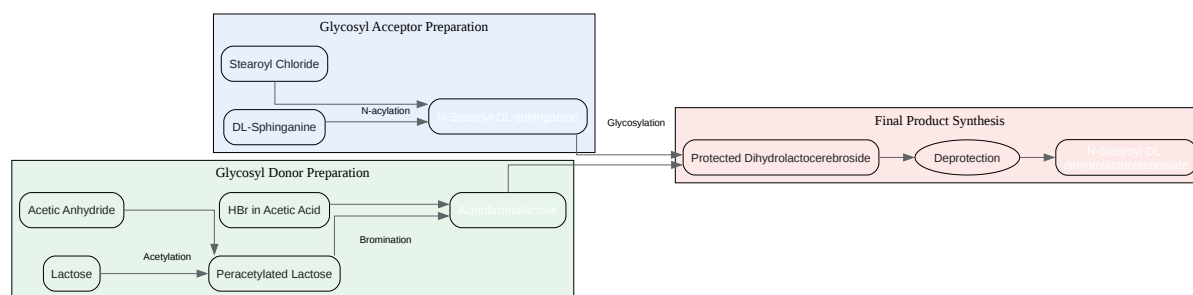 Glycosyl Acceptor Preparation
Stearoyl Chloride
N-acylation
DL-Sphinganine
N-Stearoyl-DL-sphinganine
Glycosylation
Final Product Synthesis
Protected Dihydrolactocerebroside
Deprotection
N-Stearoyl-DL-
dihydrolactocerebroside
Glycosyl Donor Preparation
Acetic Anhydride
HBr in Acetic Acid
Acetobromolactose
Bromination
Acetylation
Lactose
Peracetylated Lactose